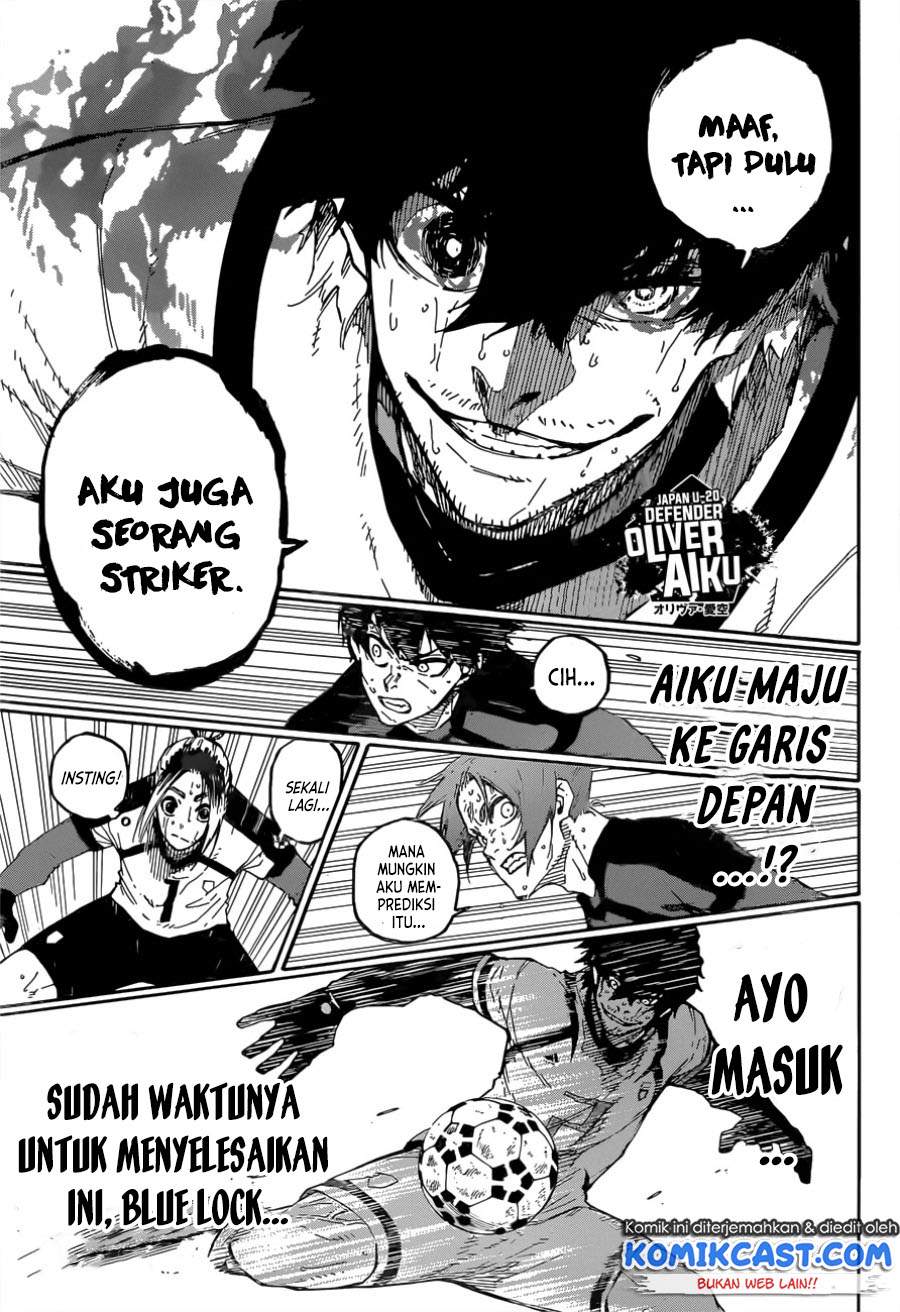 MAAF,
TAPI DULU
...
AKU JUGA
SEORANG
STRIKER.
JAPAN U-20
DEFENDER
OLIVER
AIKU
オリヴァ・愛空
CIH...
AIKU MAJU
KE GARIS
DEPAN
....!?
INSTING!
SEKALI
LAGI...
MANA
MUNGKIN
AKU MEM-
PREDIKSI
ITU...
AYO
MASUK
...
SUDAH WAKTUNYA
UNTUK MENYELESAIKAN
INI, BLUE LOCK...
Komik ini diterjemahkan & diedit oleh
KOMIKCAST.COM
BUKAN WEB LAIN!!